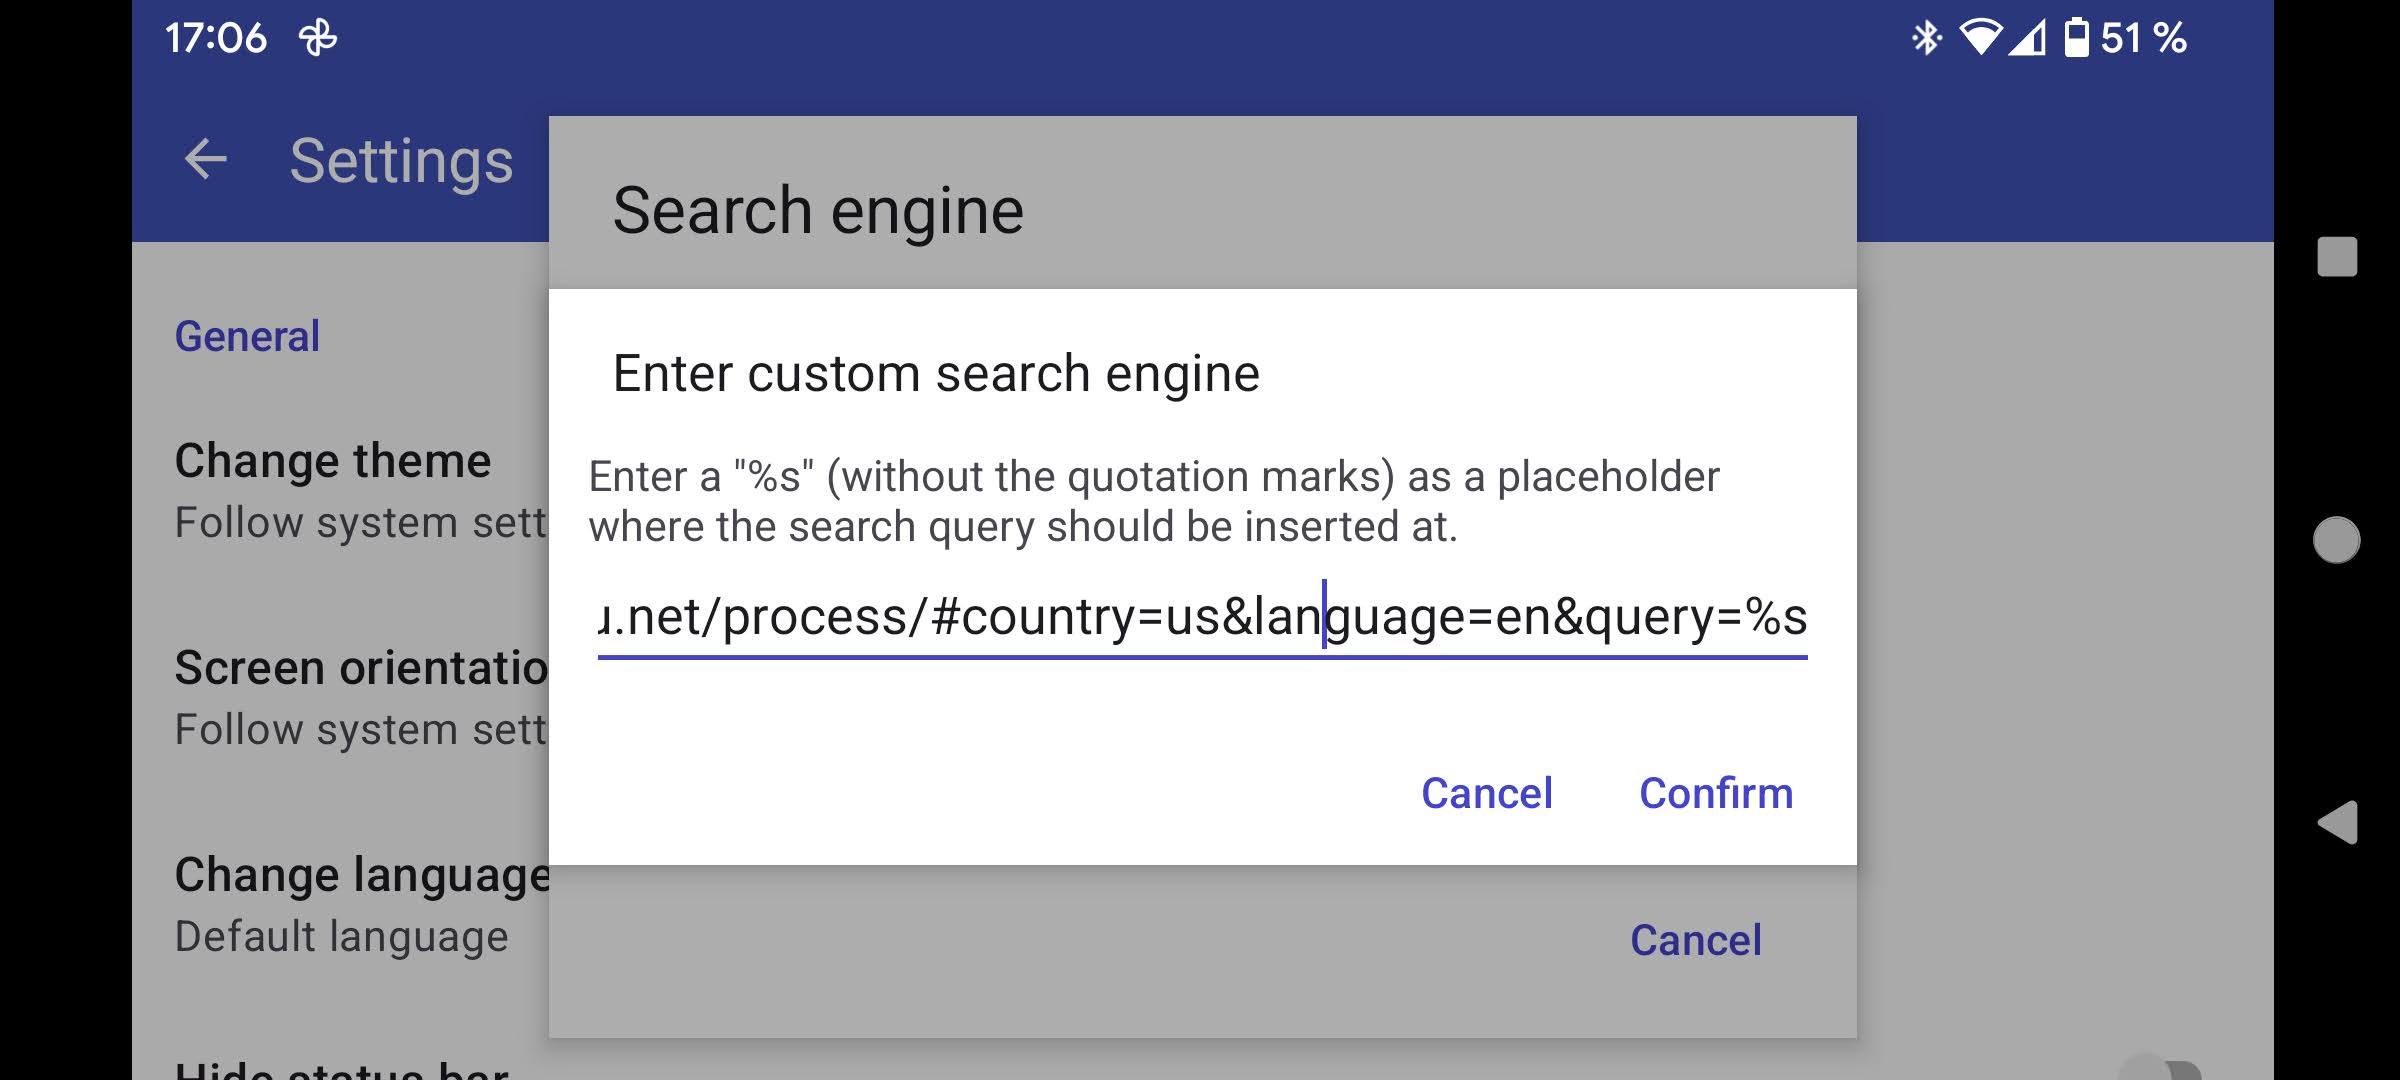 17:06
51 %
Settings
Search engine
General
Enter custom search engine
Change theme
Follow system sett
Enter a "%s" (without the quotation marks) as a placeholder
where the search query should be inserted at.
.net/process/#country=us&language=en&query=%s
Screen orientatio
Follow system sett
Cancel
Confirm
Change language
Default language
Cancel
Hide status bar